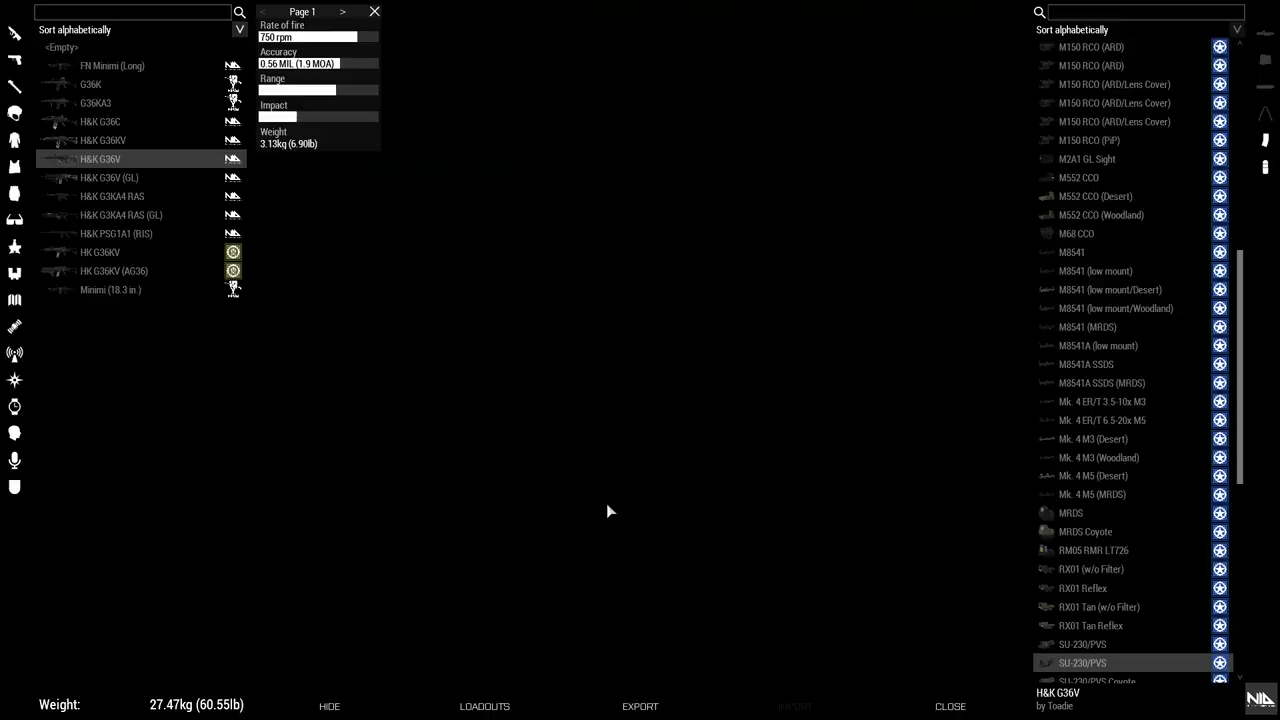 Sort alphabetically
<Empty>
FN Minimi (Long)
G36K
G36KA3
H&K G36C
H&K G36KV
H&K G36V
H&K G36V (GL)
H&K G3KA4 RAS
H&K G3KA4 RAS (GL)
H&K PSG1A1 (RIS)
HK G36KV
HK G36KV (AG36)
Minimi (18.3 in.)
< Page 1 >
Rate of fire
750 rpm
Accuracy
0.56 MIL (1.9 MOA)
Range
Impact
Weight
3.13kg (6.90lb)
Sort alphabetically
M150 RCO (ARD)
M150 RCO (ARD)
M150 RCO (ARD/Lens Cover)
M150 RCO (ARD/Lens Cover)
M150 RCO (ARD/Lens Cover)
M150 RCO (PiP)
M2A1 GL Sight
M552 CCO
M552 CCO (Desert)
M552 CCO (Woodland)
M68 CCO
M8541
M8541 (low mount)
M8541 (low mount/Desert)
M8541 (low mount/Woodland)
M8541 (MRDS)
M8541A (low mount)
M8541A SSDS
M8541A SSDS (MRDS)
Mk. 4 ER/T 3.5-10x M3
Mk. 4 ER/T 6.5-20x M5
Mk. 4 M3 (Desert)
Mk. 4 M3 (Woodland)
Mk. 4 M5 (Desert)
Mk. 4 M5 (MRDS)
MRDS
MRDS Coyote
RM05 RMR LT726
RX01 (w/o Filter)
RX01 Reflex
RX01 Tan (w/o Filter)
RX01 Tan Reflex
SU-230/PVS
SU-230/PVS
SU-230/PVS Coyote
H&K G36V
by Toadie
Weight: 27.47kg (60.55lb)
HIDE
LOADOUTS
EXPORT
IMPORT
CLOSE